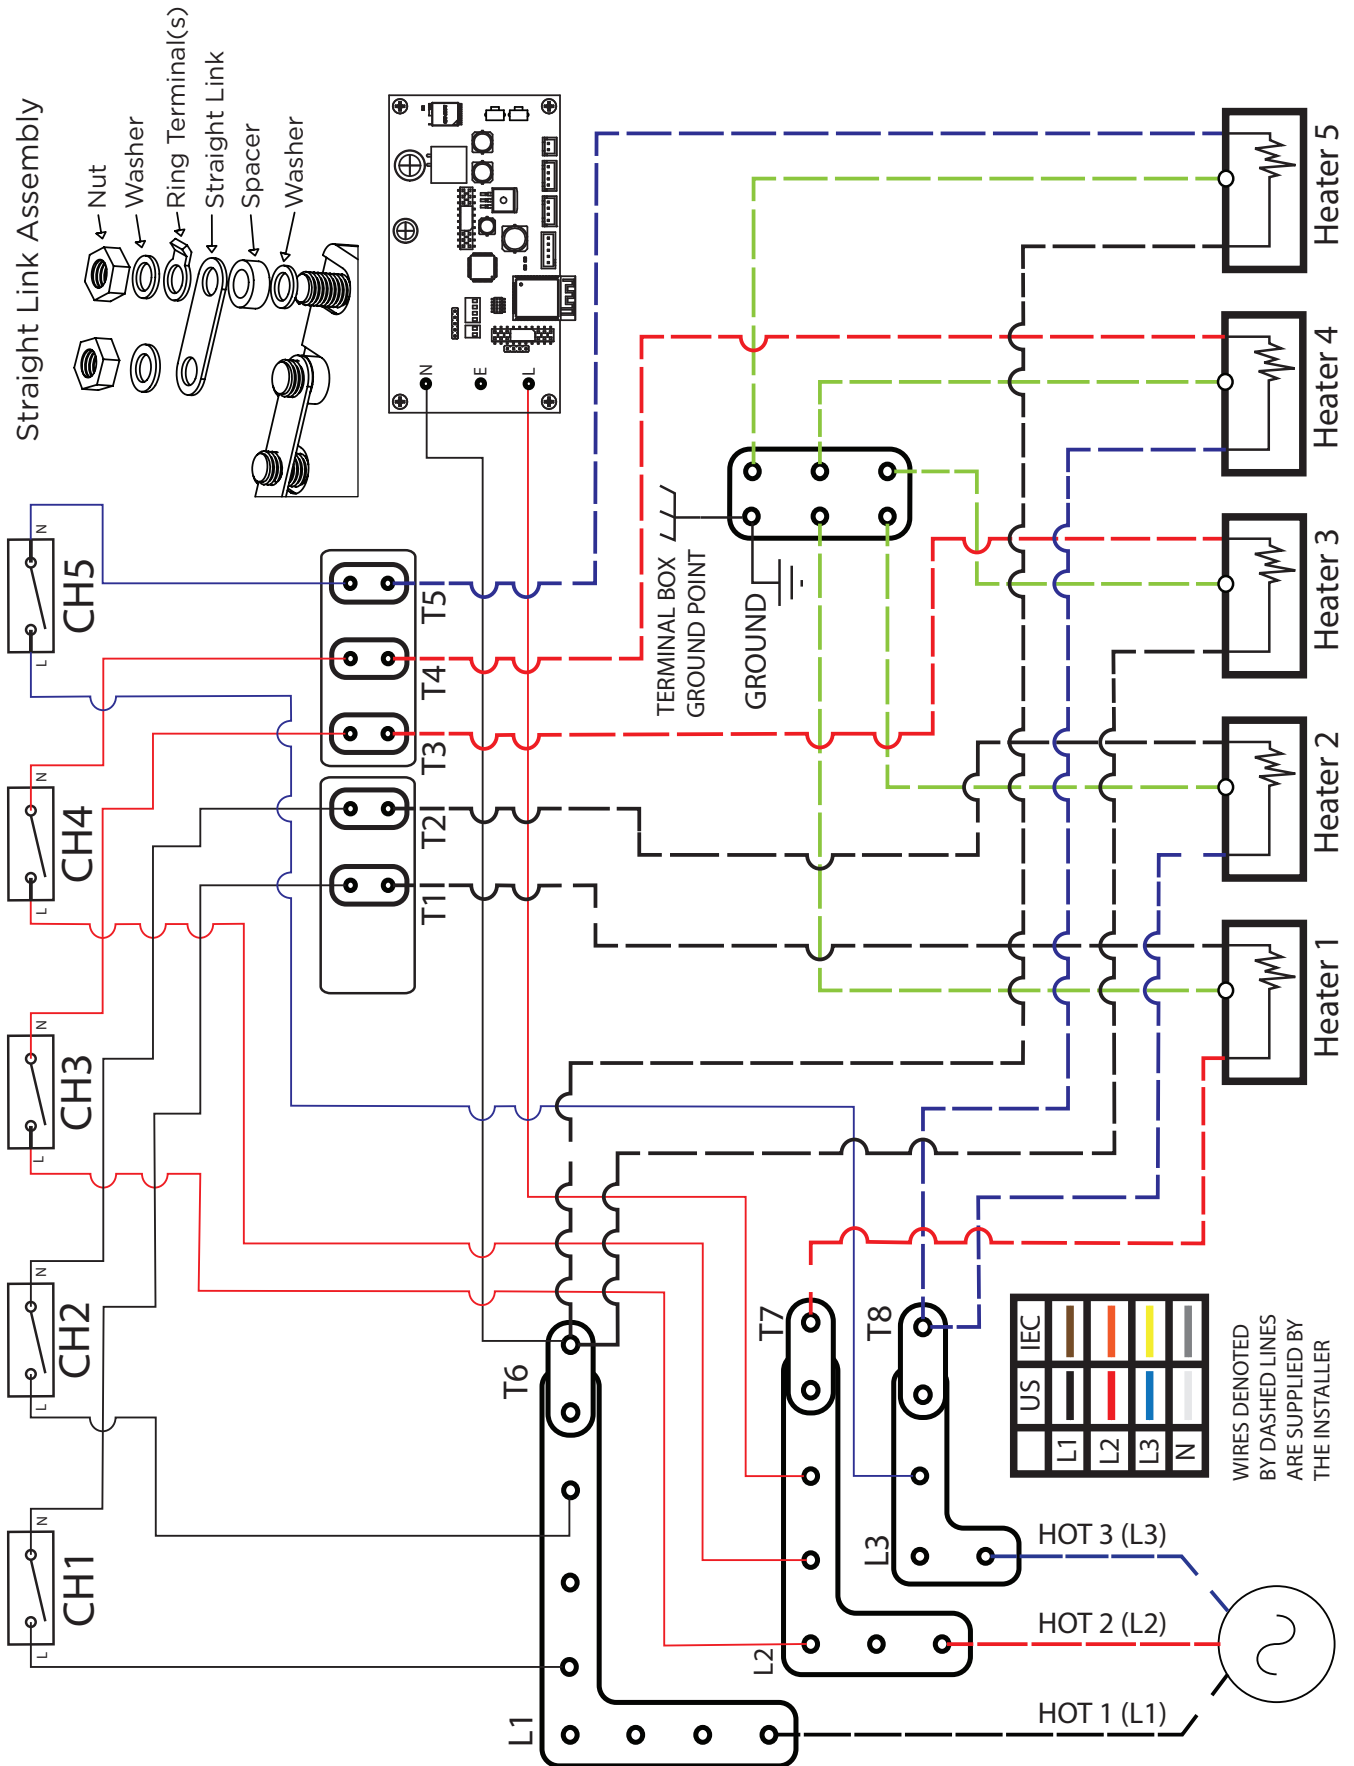 Straight Link Assembly
Nut
Washer
Ring Terminal(s)
Straight Link
Spacer
Washer
N
E
L
L
N
CH5
L
N
CH4
L
N
CH3
L
N
CH2
L
N
CH1
T5
T4
T3
T2
T1
TERMINAL BOX
GROUND POINT
GROUND
Heater 5
Heater 4
Heater 3
Heater 2
Heater 1
T6
T7
T8
L1
L2
L3
US IEC
L1
L2
L3
N
WIRES DENOTED
BY DASHED LINES
ARE SUPPLIED BY
THE INSTALLER
HOT 3 (L3)
HOT 2 (L2)
HOT 1 (L1)